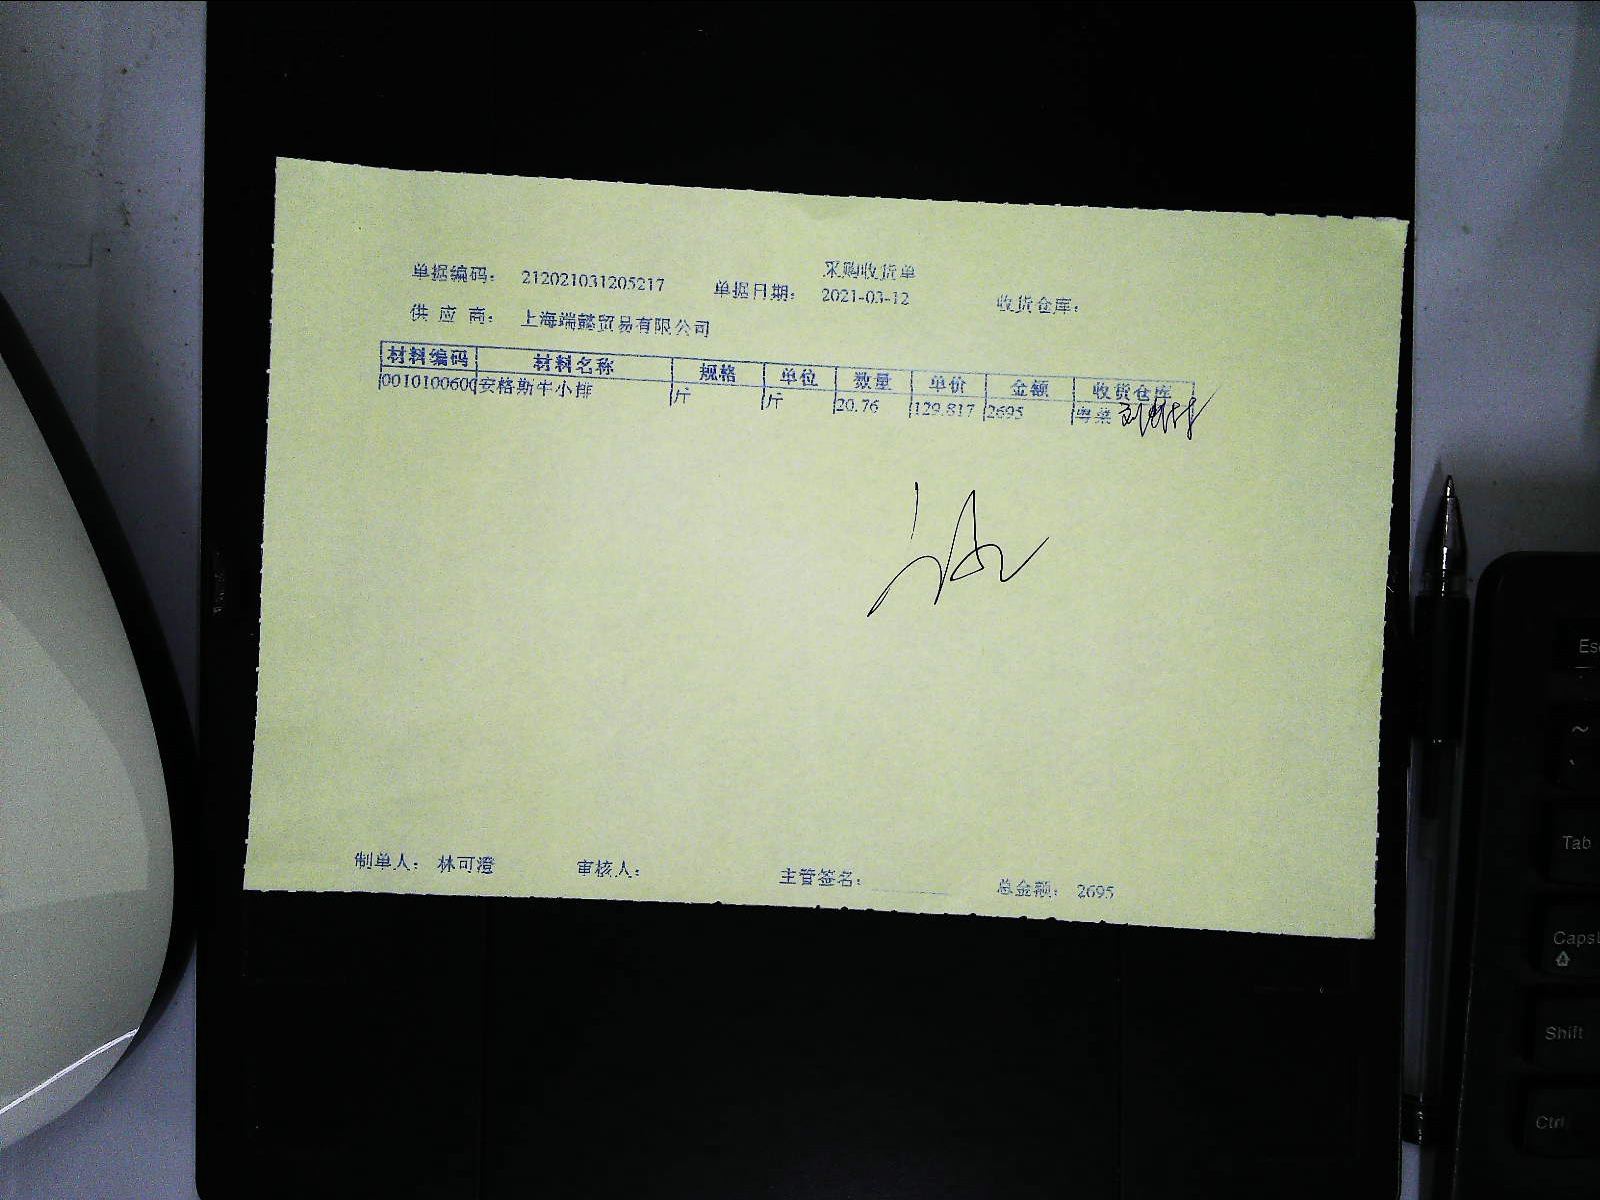 采购收货单
单据编码： 212021031205217 单据日期： 2021-03-12 收货仓库：
供 应 商： 上海端懿贸易有限公司
材料编码 材料名称 规格 单位 数量 单价 金额 收货仓库
0010100600 安格斯牛小排 斤 斤 20.76 129.817 2695 粤菜
制单人： 林可澄 审核人： 主管签名： 总金额： 2695
Esc
~
`
Tab
Caps
Shift
Ctrl